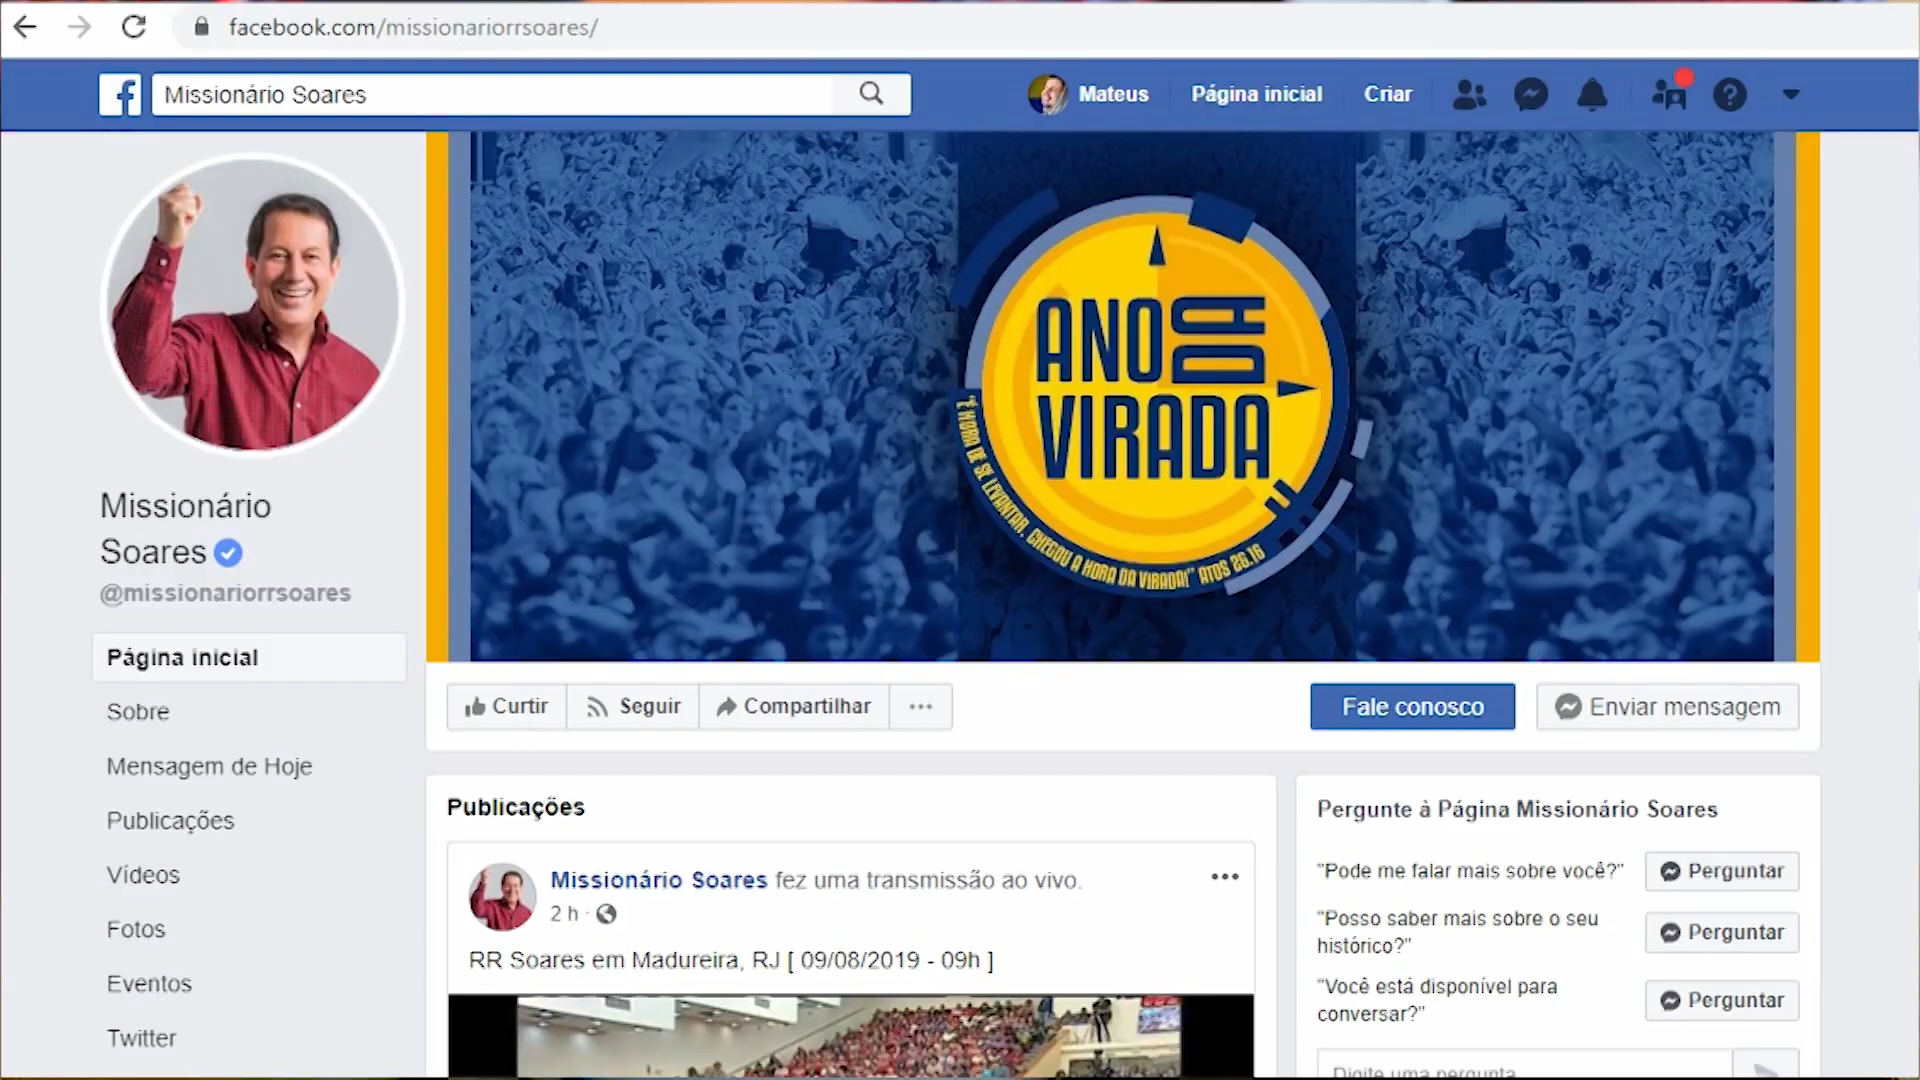 facebook.com/missionariorrsoares/
f
Missionário Soares
Mateus
Página inicial
Criar
ANO DA
VIRADA
"É HORA DE SE LEVANTAR, CHEGOU A HORA DA VIRADA!" ATOS 26.16
Missionário
Soares
@missionariorrsoares
Página inicial
Sobre
Mensagem de Hoje
Publicações
Vídeos
Fotos
Eventos
Twitter
Curtir
Seguir
Compartilhar
Fale conosco
Enviar mensagem
Publicações
Missionário Soares fez uma transmissão ao vivo.
2 h ·
RR Soares em Madureira, RJ [ 09/08/2019 - 09h ]
Pergunte à Página Missionário Soares
"Pode me falar mais sobre você?"
Perguntar
"Posso saber mais sobre o seu
histórico?"
Perguntar
"Você está disponível para
conversar?"
Perguntar
Digite uma pergunta